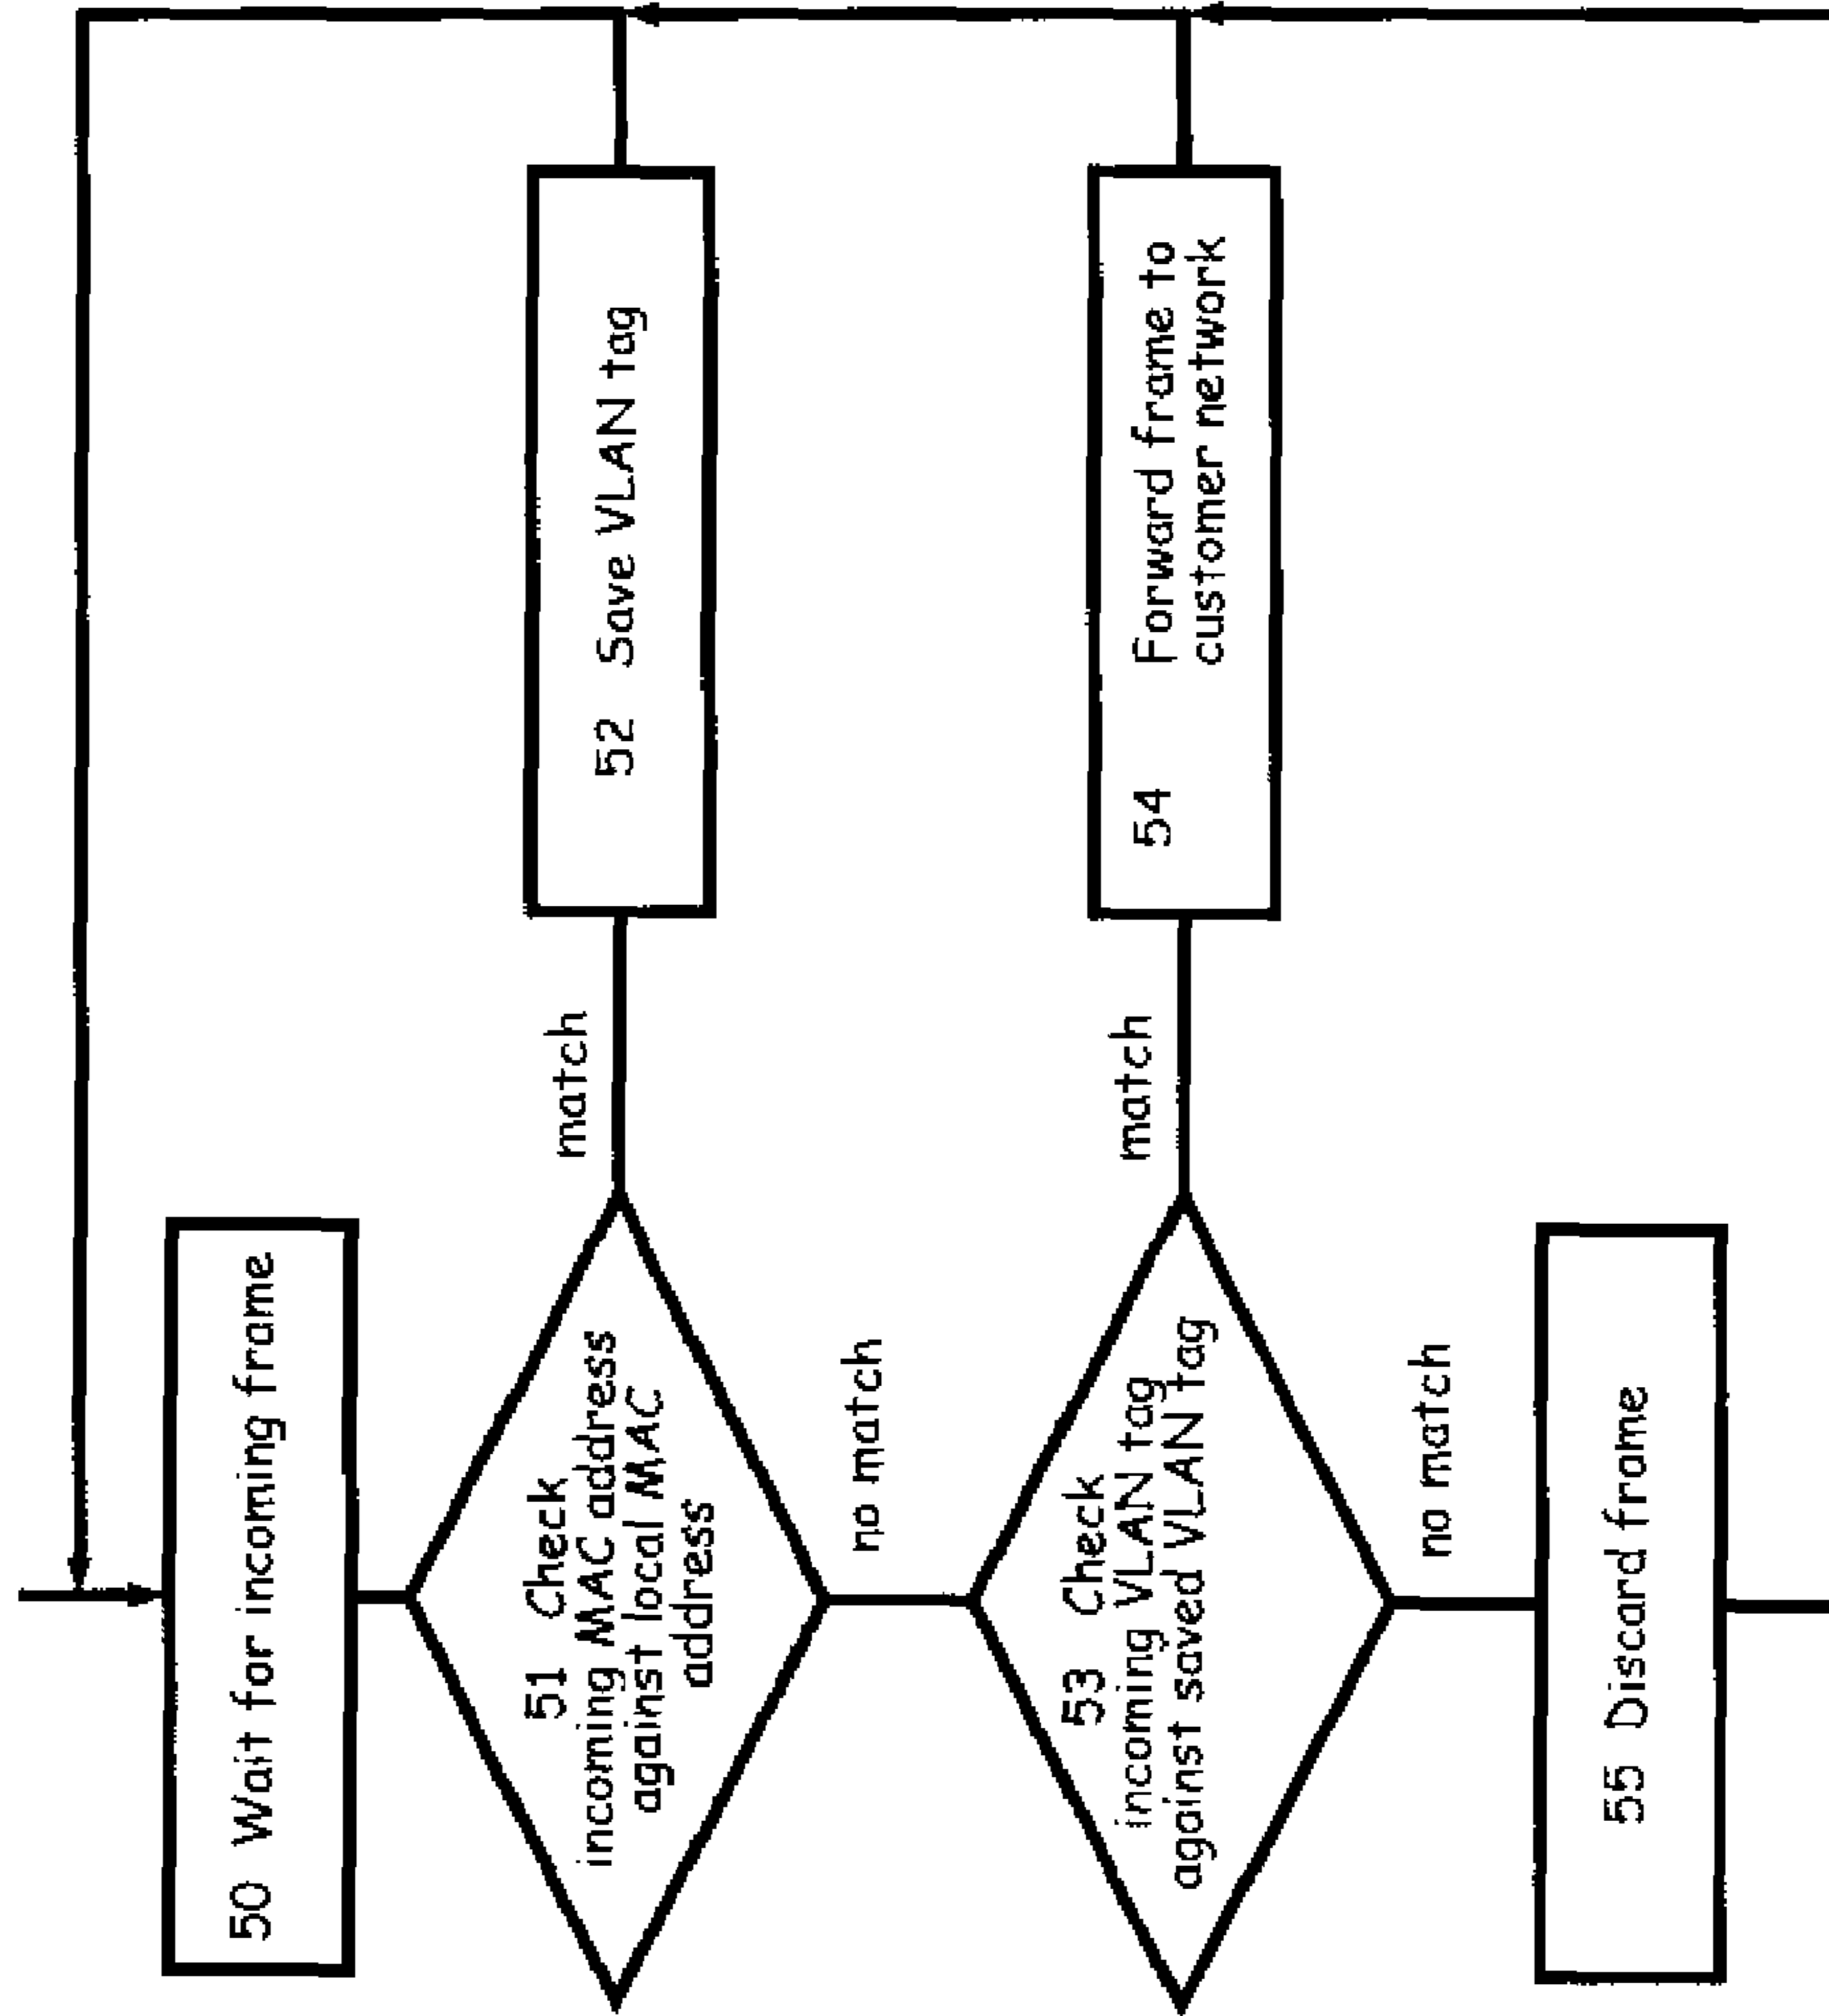 50 Wait for incoming frame
51 Check
incoming MAC address
against local MAC
address
match
52 Save VLAN tag
no match
53 Check
incoming VLAN tag
against saved VLAN tag
match
54 Forward frame to
customer network
no match
55 Discard frame